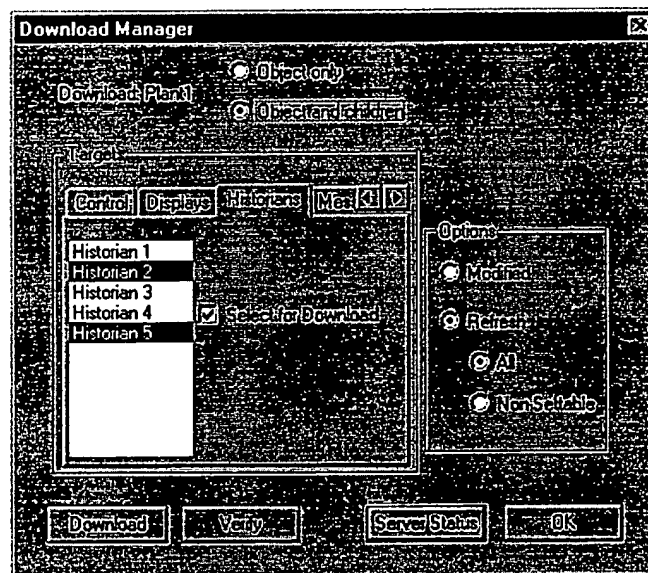 Download Manager
Download: Plant1
Object only
Object and children
Targets
Control Displays Historians Mes
Historian 1
Historian 2
Historian 3
Historian 4
Historian 5
Select for Download
Options
Modified
Refresh
All
Non Settable
Download Verify Server Status OK